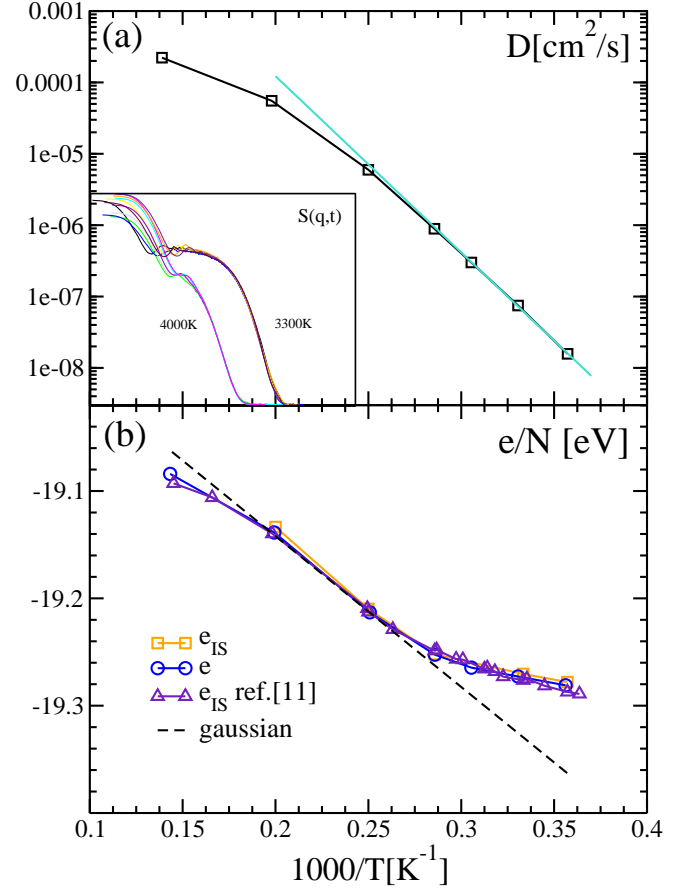 0.001
(a)
D[cm²/s]
0.0001
1e-05
1e-06
S(q,t)
1e-07
4000K
3300K
1e-08
(b)
e/N [eV]
-19.1
-19.2
e_IS
e
e_IS ref.[11]
-19.3
gaussian
0.1 0.15 0.2 0.25 0.3 0.35 0.4
1000/T[K⁻¹]